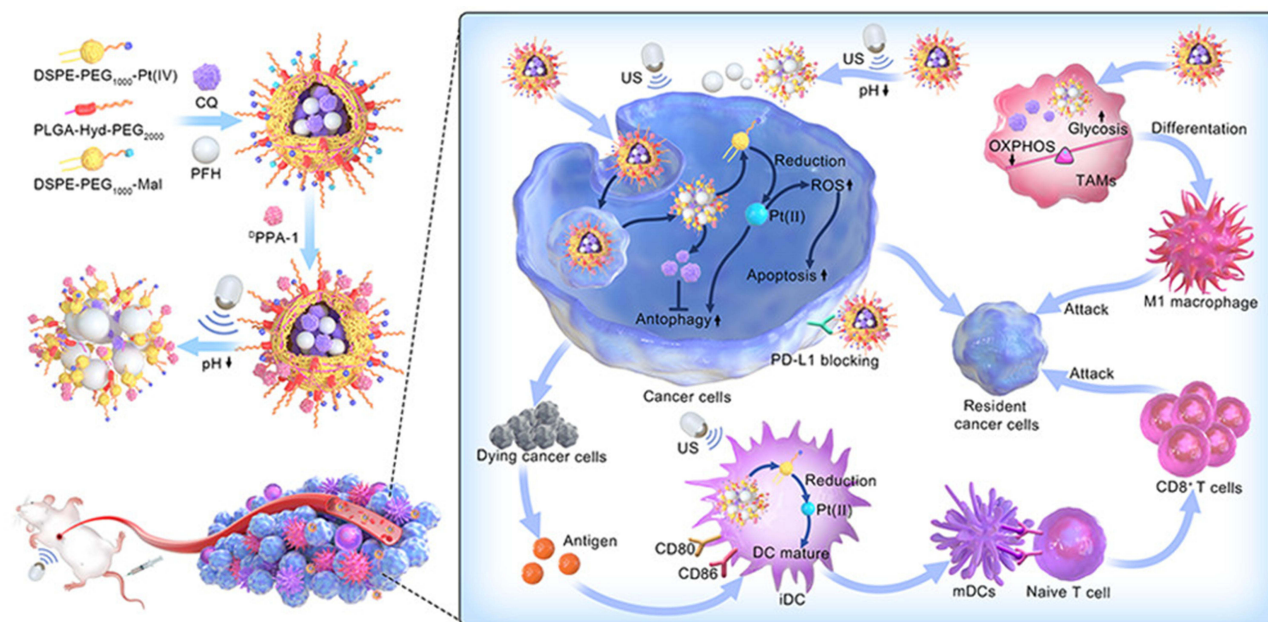 DSPE-PEG1000-Pt(IV)
PLGA-Hyd-PEG2000
DSPE-PEG1000-Mal
CQ
PFH
DPPA-1
pH
US
US
pH
Reduction
ROS
Pt(II)
Apoptosis
Antophagy
PD-L1 blocking
Cancer cells
Glycosis
OXPHOS
TAMs
Differentation
M1 macrophage
Attack
Resident
cancer cells
Attack
CD8+ T cells
Dying cancer cells
Antigen
US
Reduction
Pt(II)
DC mature
CD80
CD86
iDC
mDCs
Naive T cell